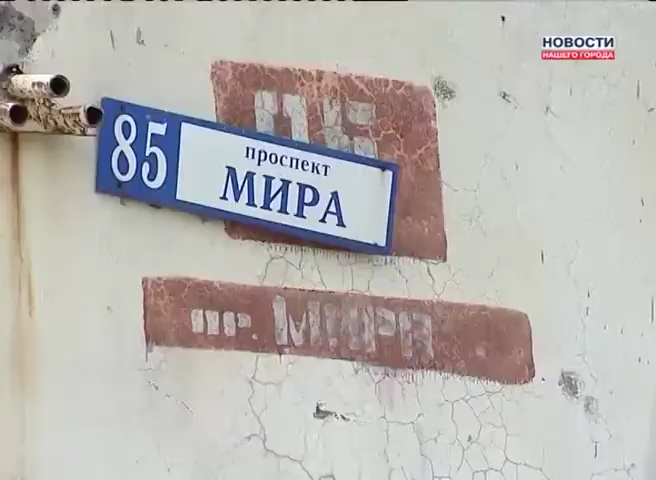 НОВОСТИ
НАШЕГО ГОРОДА
85
проспект
МИРА
пр. МИРА